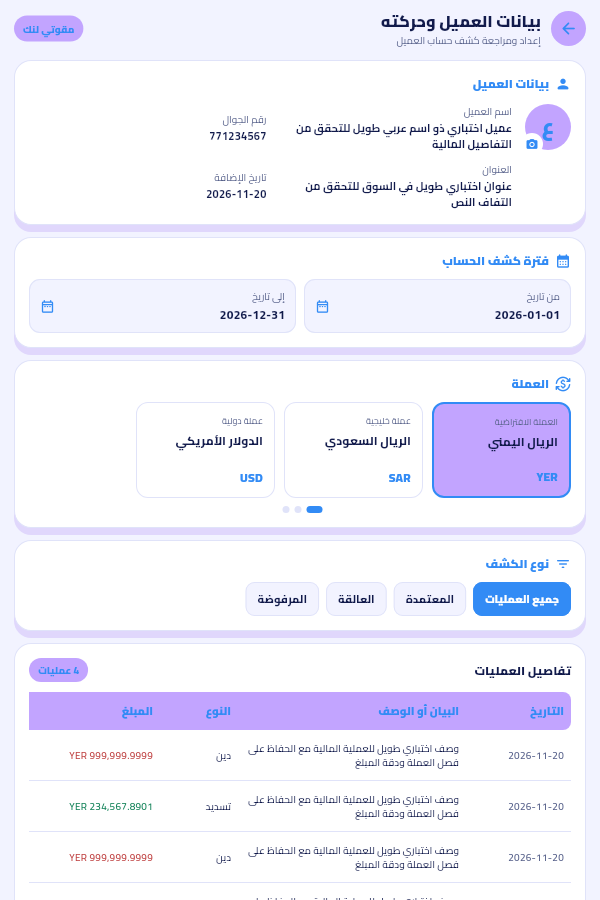 بيانات العميل وحركته
إعداد ومراجعة كشف حساب العميل
مقوتي لنك
بيانات العميل
ع
اسم العميل
عميل اختباري ذو اسم عربي طويل للتحقق من
التفاصيل المالية
رقم الجوال
771234567
العنوان
عنوان اختباري طويل في السوق للتحقق من
التفاف النص
تاريخ الإضافة
2026-11-20
فترة كشف الحساب
من تاريخ
2026-01-01
إلى تاريخ
2026-12-31
العملة
العملة الافتراضية
الريال اليمني
YER
عملة خليجية
الريال السعودي
SAR
عملة دولية
الدولار الأمريكي
USD
نوع الكشف
جميع العمليات
المعتمدة
العالقة
المرفوضة
تفاصيل العمليات
4 عمليات
التاريخ البيان أو الوصف النوع المبلغ
2026-11-20
وصف اختباري طويل للعملية المالية مع الحفاظ على
فصل العملة ودقة المبلغ
دين
YER 999,999.9999
2026-11-20
وصف اختباري طويل للعملية المالية مع الحفاظ على
فصل العملة ودقة المبلغ
تسديد
YER 234,567.8901
2026-11-20
وصف اختباري طويل للعملية المالية مع الحفاظ على
فصل العملة ودقة المبلغ
دين
YER 999,999.9999